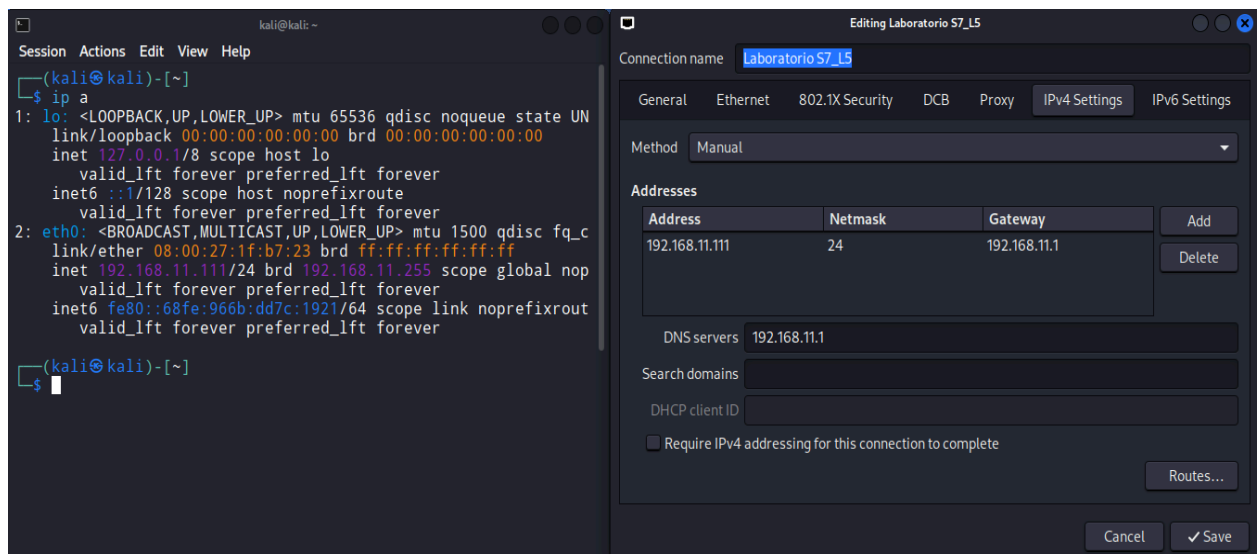 kali@kali: ~
Session Actions Edit View Help
┌──(kali㉿kali)-[~]
└─$ ip a
1: lo: <LOOPBACK,UP,LOWER_UP> mtu 65536 qdisc noqueue state UN
link/loopback 00:00:00:00:00:00 brd 00:00:00:00:00:00
inet 127.0.0.1/8 scope host lo
valid_lft forever preferred_lft forever
inet6 ::1/128 scope host noprefixroute
valid_lft forever preferred_lft forever
2: eth0: <BROADCAST,MULTICAST,UP,LOWER_UP> mtu 1500 qdisc fq_c
link/ether 08:00:27:1f:b7:23 brd ff:ff:ff:ff:ff:ff
inet 192.168.11.111/24 brd 192.168.11.255 scope global nop
valid_lft forever preferred_lft forever
inet6 fe80::68fe:966b:dd7c:1921/64 scope link noprefixrout
valid_lft forever preferred_lft forever
┌──(kali㉿kali)-[~]
└─$
Editing Laboratorio S7_L5
Connection name Laboratorio S7_L5
General Ethernet 802.1X Security DCB Proxy IPv4 Settings IPv6 Settings
Method Manual
Addresses
Address Netmask Gateway Add
192.168.11.111 24 192.168.11.1
Delete
DNS servers 192.168.11.1
Search domains
DHCP client ID
Require IPv4 addressing for this connection to complete
Routes...
Cancel ✓ Save